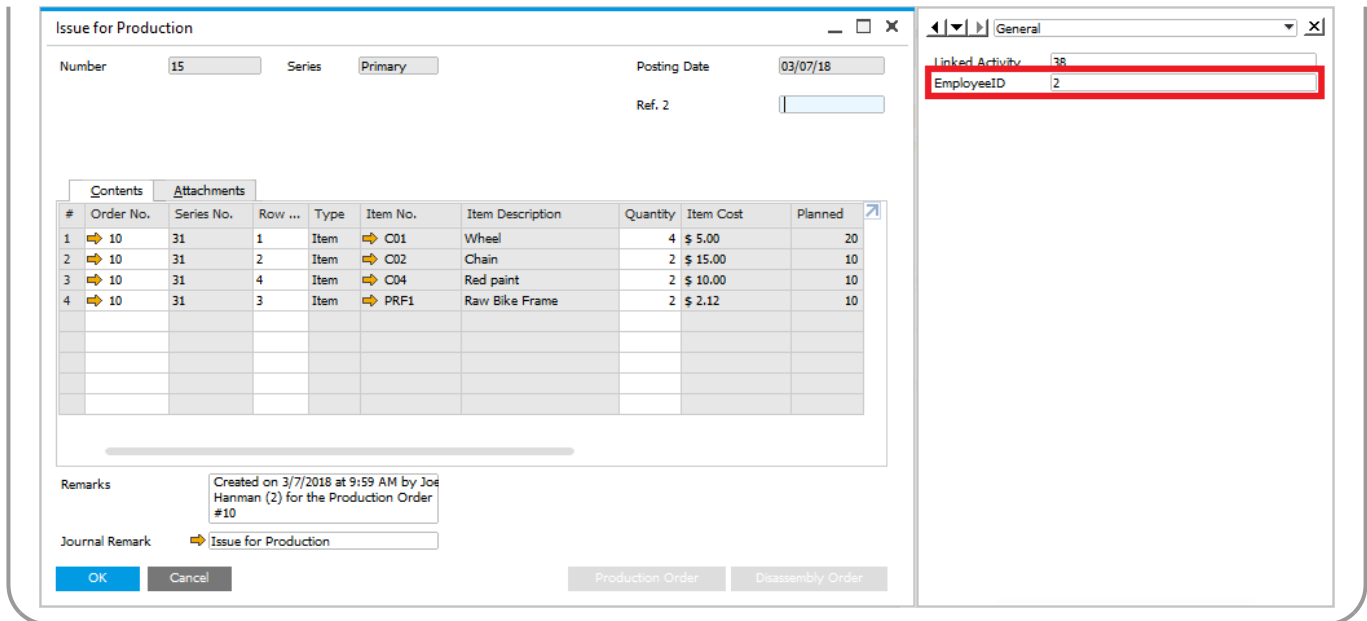 Issue for Production
General
Number 15 Series Primary Posting Date 03/07/18
Linked Activity 38
EmployeeID 2
Ref. 2
Contents Attachments
# Order No. Series No. Row ... Type Item No. Item Description Quantity Item Cost Planned
1 10 31 1 Item C01 Wheel 4 $ 5.00 20
2 10 31 2 Item C02 Chain 2 $ 15.00 10
3 10 31 4 Item C04 Red paint 2 $ 10.00 10
4 10 31 3 Item PRF1 Raw Bike Frame 2 $ 2.12 10
Remarks Created on 3/7/2018 at 9:59 AM by Joe
Hanman (2) for the Production Order
#10
Journal Remark Issue for Production
OK Cancel Production Order Disassembly Order